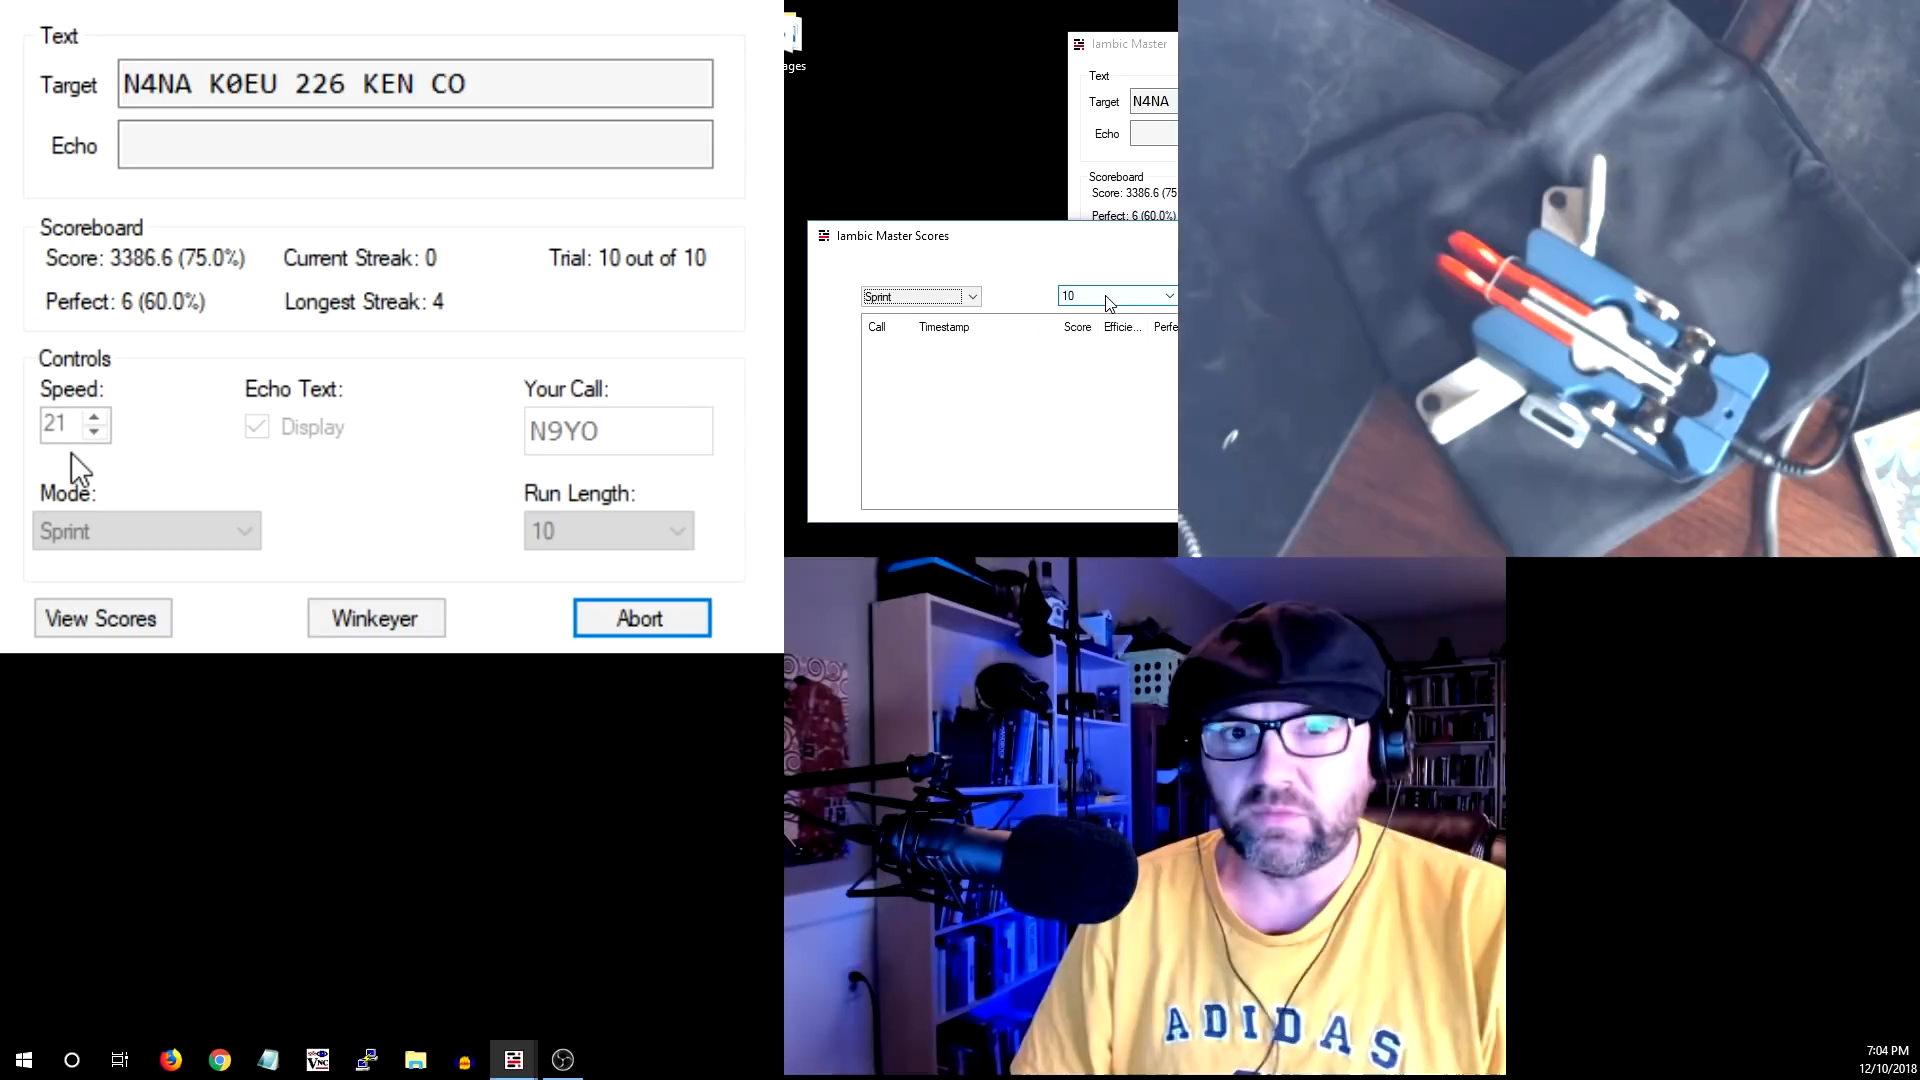 Text
Target N4NA K0EU 226 KEN CO
Echo
Scoreboard
Score: 3386.6 (75.0%) Current Streak: 0 Trial: 10 out of 10
Perfect: 6 (60.0%) Longest Streak: 4
Controls
Speed: Echo Text: Your Call:
21 Display N9YO
Mode: Run Length:
Sprint 10
View Scores Winkeyer Abort
ages
Iambic Master
Text
Target N4NA
Echo
Scoreboard
Score: 3386.6 (75
Perfect: 6 (60.0%)
Iambic Master Scores
Sprint 10
Call Timestamp Score Efficie... Perfe
ADIDAS
VNC
7:04 PM
12/10/2018